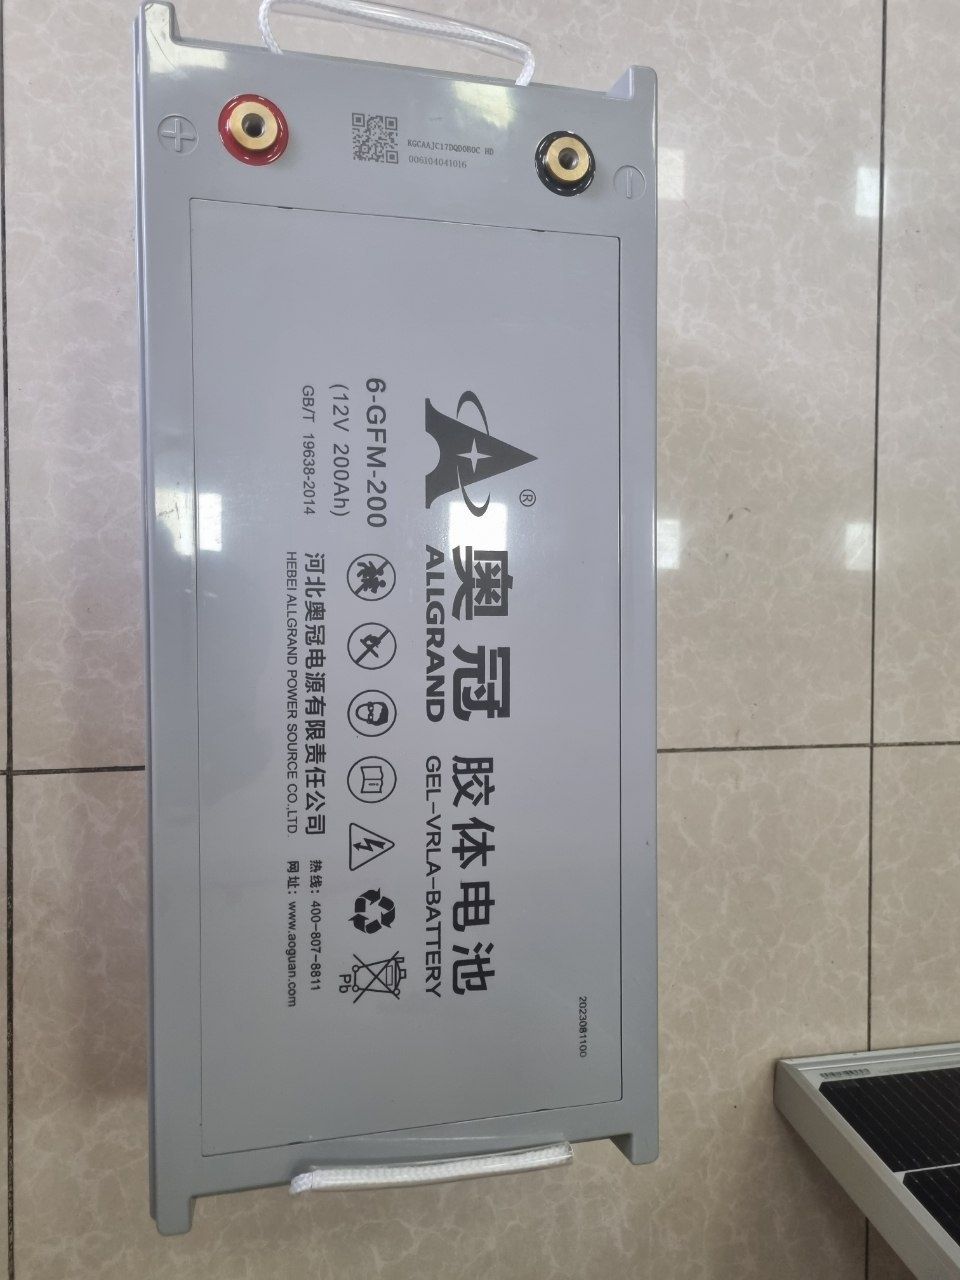 KGCAAJC17DQD0B0C HD
006104041016
2023081100
®
奥冠 胶体电池
ALLGRAND GEL-VRLA-BATTERY
6-GFM-200
(12V 200Ah)
GB/T 19638-2014
Pb
河北奥冠电源有限责任公司 热线：400-807-8811
HEBEI ALLGRAND POWER SOURCE CO.,LTD. 网址：www.aoguan.com